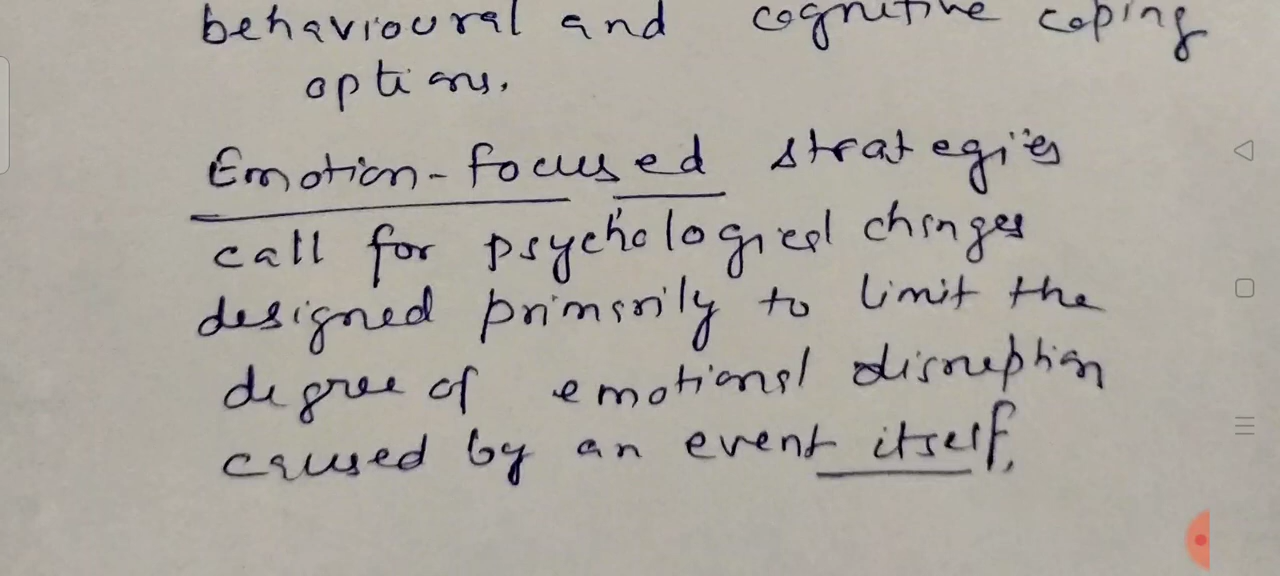 behavioural and cognitive coping
options.
Emotion-focused strategies
call for psychological changes
designed primarily to limit the
degree of emotional disruption
caused by an event itself.